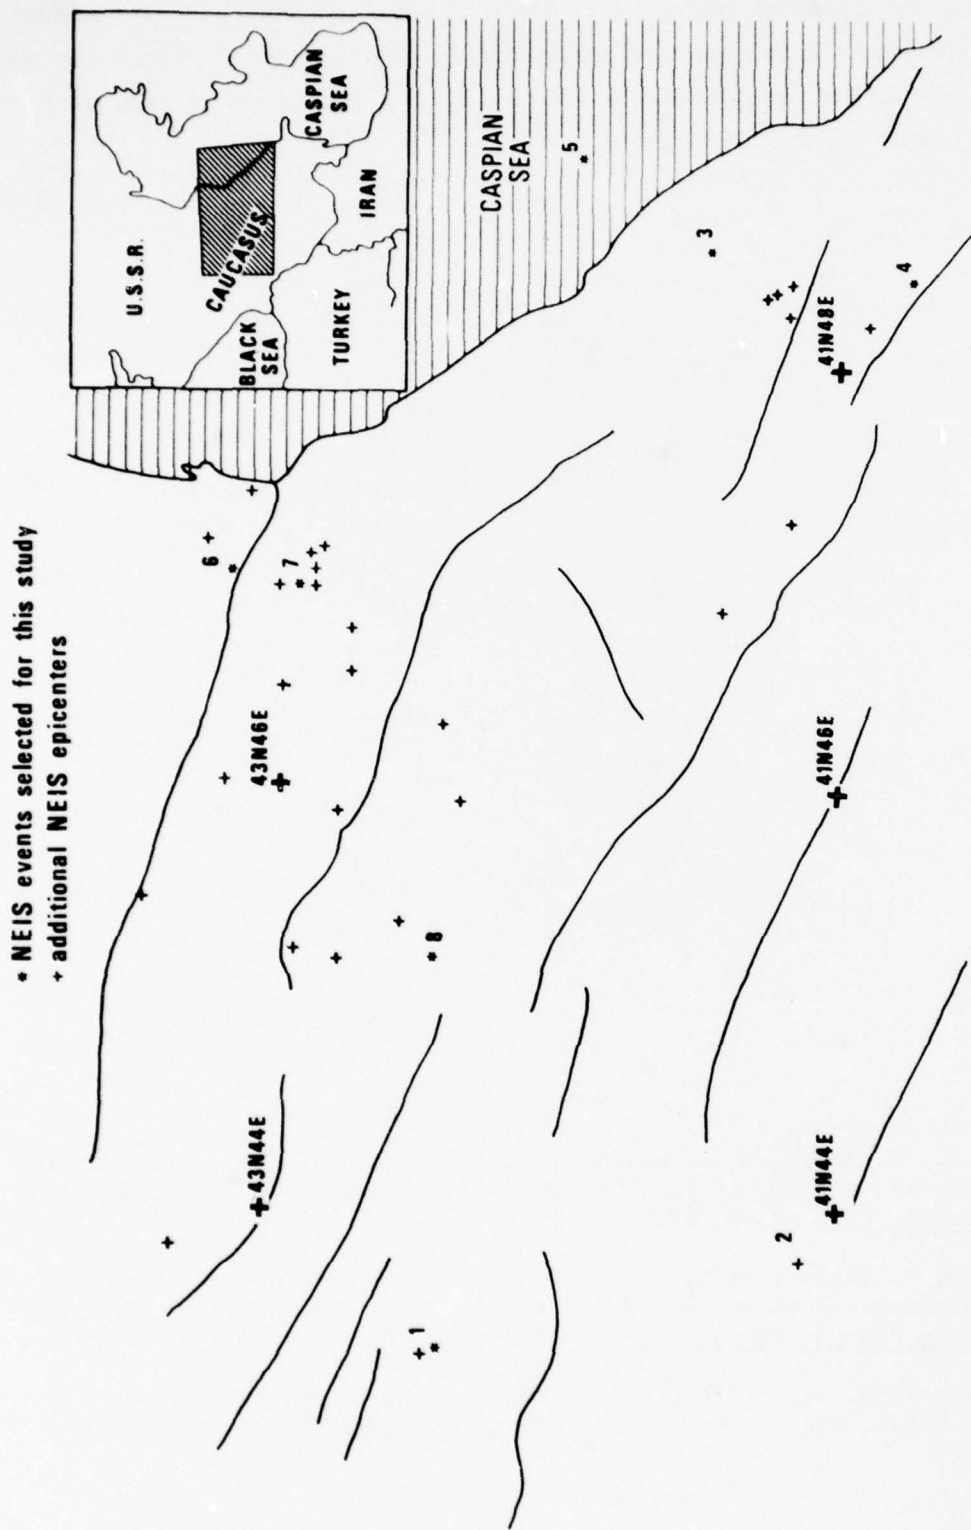 * NEIS events selected for this study
+ additional NEIS epicenters
U.S.S.R.
CAUCASUS
CASPIAN
SEA
BLACK
SEA
TURKEY
IRAN
CASPIAN
SEA
43N44E
43N46E
41N44E
41N46E
41N48E
1
2
3
4
5
6
7
8